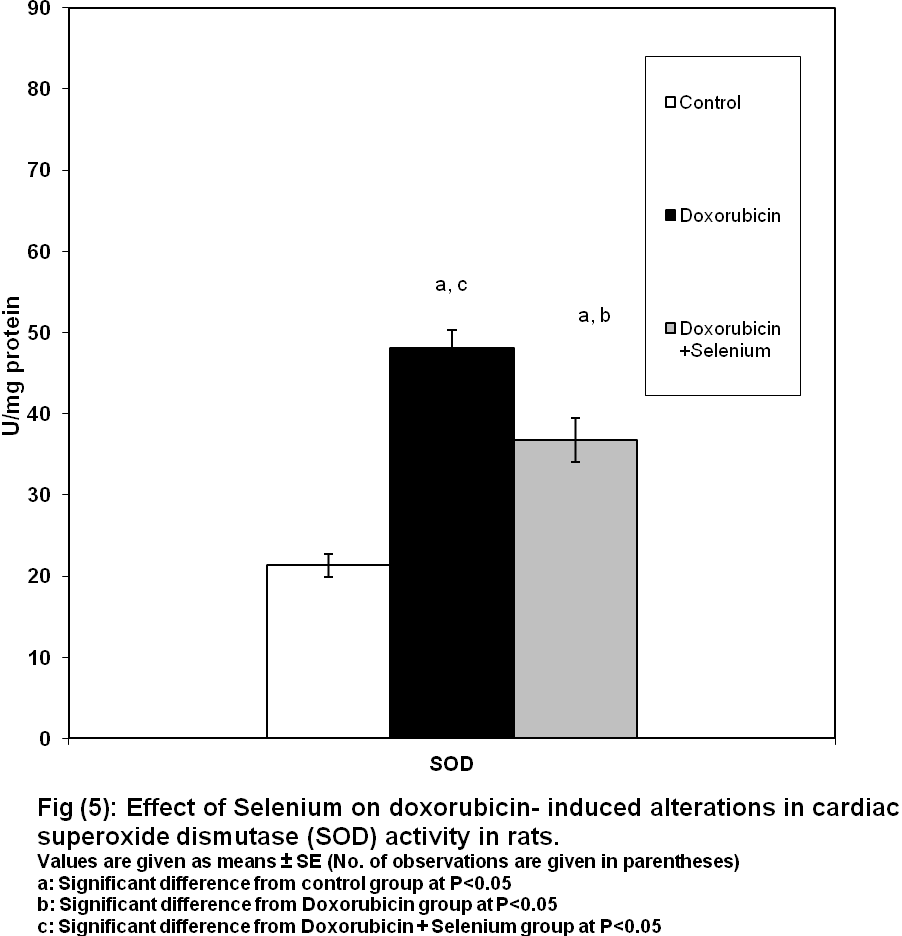 90
80
70
60
50
40
30
20
10
0
U/mg protein
a, c
a, b
Control
Doxorubicin
Doxorubicin
+Selenium
SOD
Fig (5): Effect of Selenium on doxorubicin- induced alterations in cardiac
superoxide dismutase (SOD) activity in rats.
Values are given as means ± SE (No. of observations are given in parentheses)
a: Significant difference from control group at P<0.05
b: Significant difference from Doxorubicin group at P<0.05
c: Significant difference from Doxorubicin + Selenium group at P<0.05